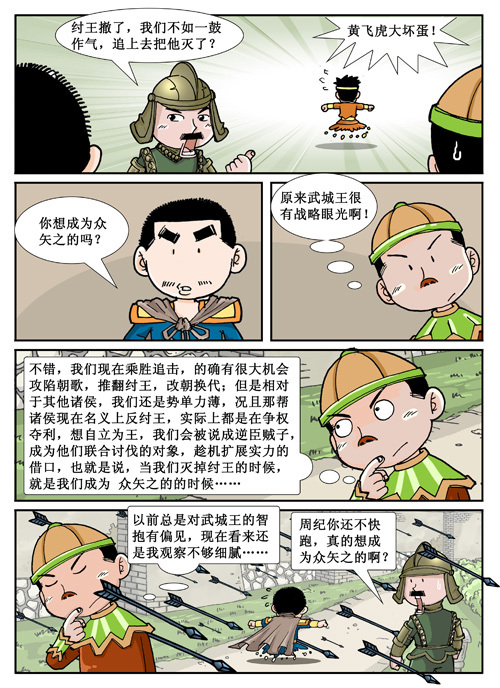 纣王撤了，我们不如一鼓
作气，追上去把他灭了？
黄飞虎大坏蛋！
你想成为众
矢之的吗？
原来武城王很
有战略眼光啊！
不错，我们现在乘胜追击，的确有很大机会
攻陷朝歌，推翻纣王，改朝换代；但是相对
于其他诸侯，我们还是势单力薄，况且那帮
诸侯现在名义上反纣王，实际上都是在争权
夺利，想自立为王，我们会被说成逆臣贼子，
成为他们联合讨伐的对象，趁机扩展实力的
借口，也就是说，当我们灭掉纣王的时候，
就是我们成为 众矢之的的时候……
以前总是对武城王的智
抱有偏见，现在看来还
是我观察不够细腻……
周纪你还不快
跑，真的想成
为众矢之的啊？